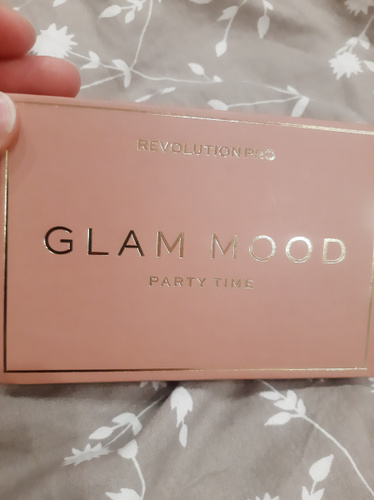 REVOLUTION PRO
GLAM MOOD
PARTY TIME